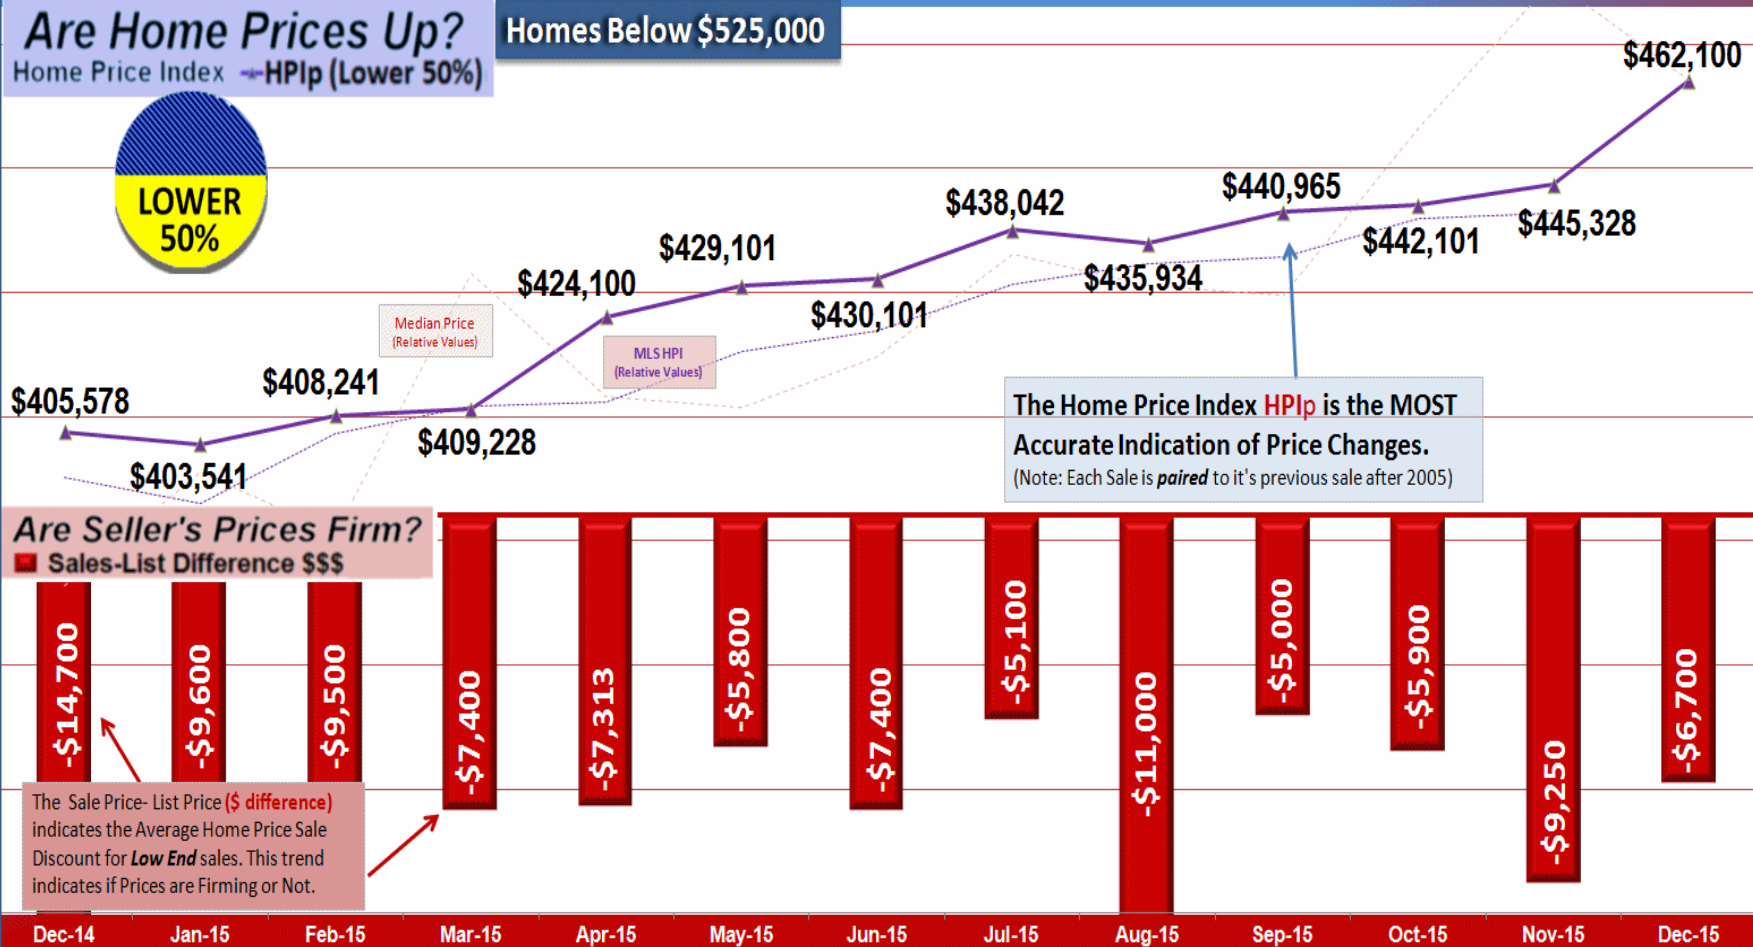 Are Home Prices Up?
Home Price Index HPIp (Lower 50%)
Homes Below $525,000
LOWER
50%
$405,578
$403,541
$408,241
$409,228
$424,100
$429,101
$430,101
$438,042
$435,934
$440,965
$442,101
$445,328
$462,100
Median Price
(Relative Values)
MLS HPI
(Relative Values)
The Home Price Index HPIp is the MOST
Accurate Indication of Price Changes.
(Note: Each Sale is paired to it's previous sale after 2005)
Are Seller's Prices Firm?
Sales-List Difference $$$
-$14,700
-$9,600
-$9,500
-$7,400
-$7,313
-$5,800
-$7,400
-$5,100
-$11,000
-$5,000
-$5,900
-$9,250
-$6,700
The Sale Price- List Price ($ difference)
indicates the Average Home Price Sale
Discount for Low End sales. This trend
indicates if Prices are Firming or Not.
Dec-14 Jan-15 Feb-15 Mar-15 Apr-15 May-15 Jun-15 Jul-15 Aug-15 Sep-15 Oct-15 Nov-15 Dec-15